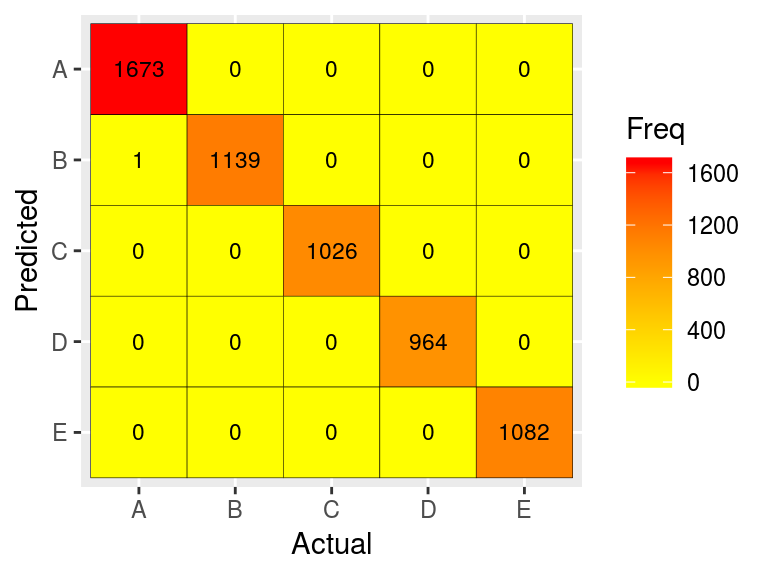 A 1673 0 0 0 0
B 1 1139 0 0 0
C 0 0 1026 0 0
D 0 0 0 964 0
E 0 0 0 0 1082
A B C D E
Actual
Predicted
Freq
1600
1200
800
400
0